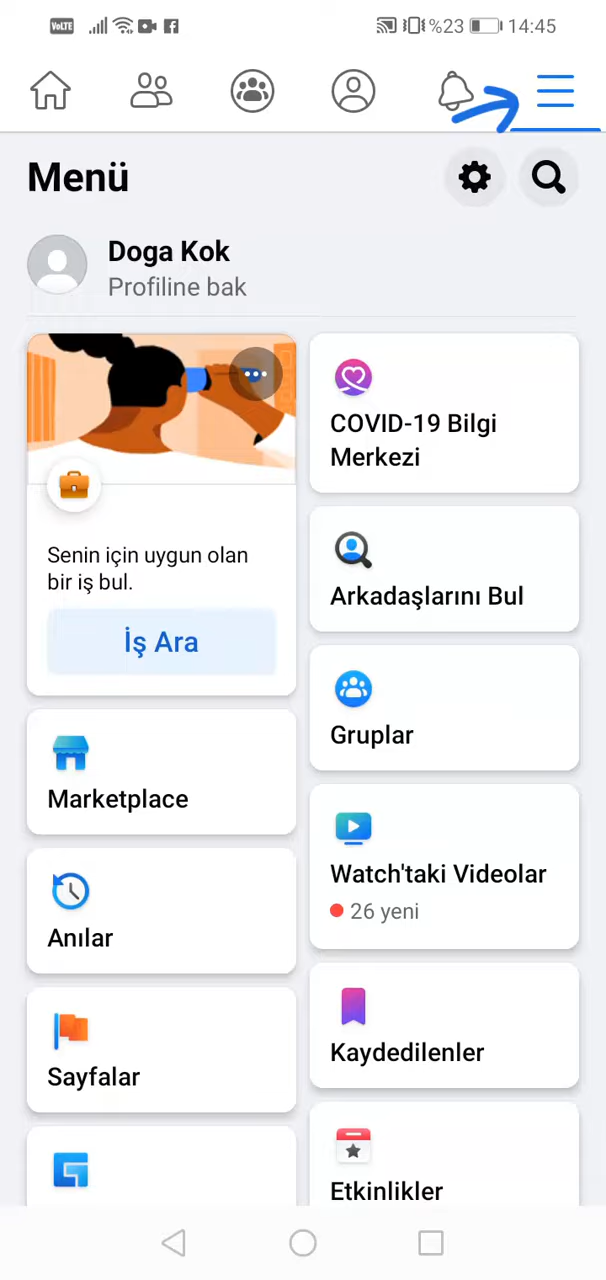 VoLTE
%23
14:45
Menü
Doga Kok
Profiline bak
Senin için uygun olan
bir iş bul.
İş Ara
Marketplace
Anılar
Sayfalar
COVID-19 Bilgi
Merkezi
Arkadaşlarını Bul
Gruplar
Watch'taki Videolar
26 yeni
Kaydedilenler
Etkinlikler